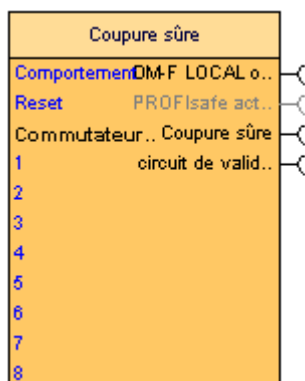 Coupure sûre
Comportement DM-F LOCAL o..
Reset PROFIsafe act..
Commutateur.. Coupure sûre
1 circuit de valid..
2
3
4
5
6
7
8